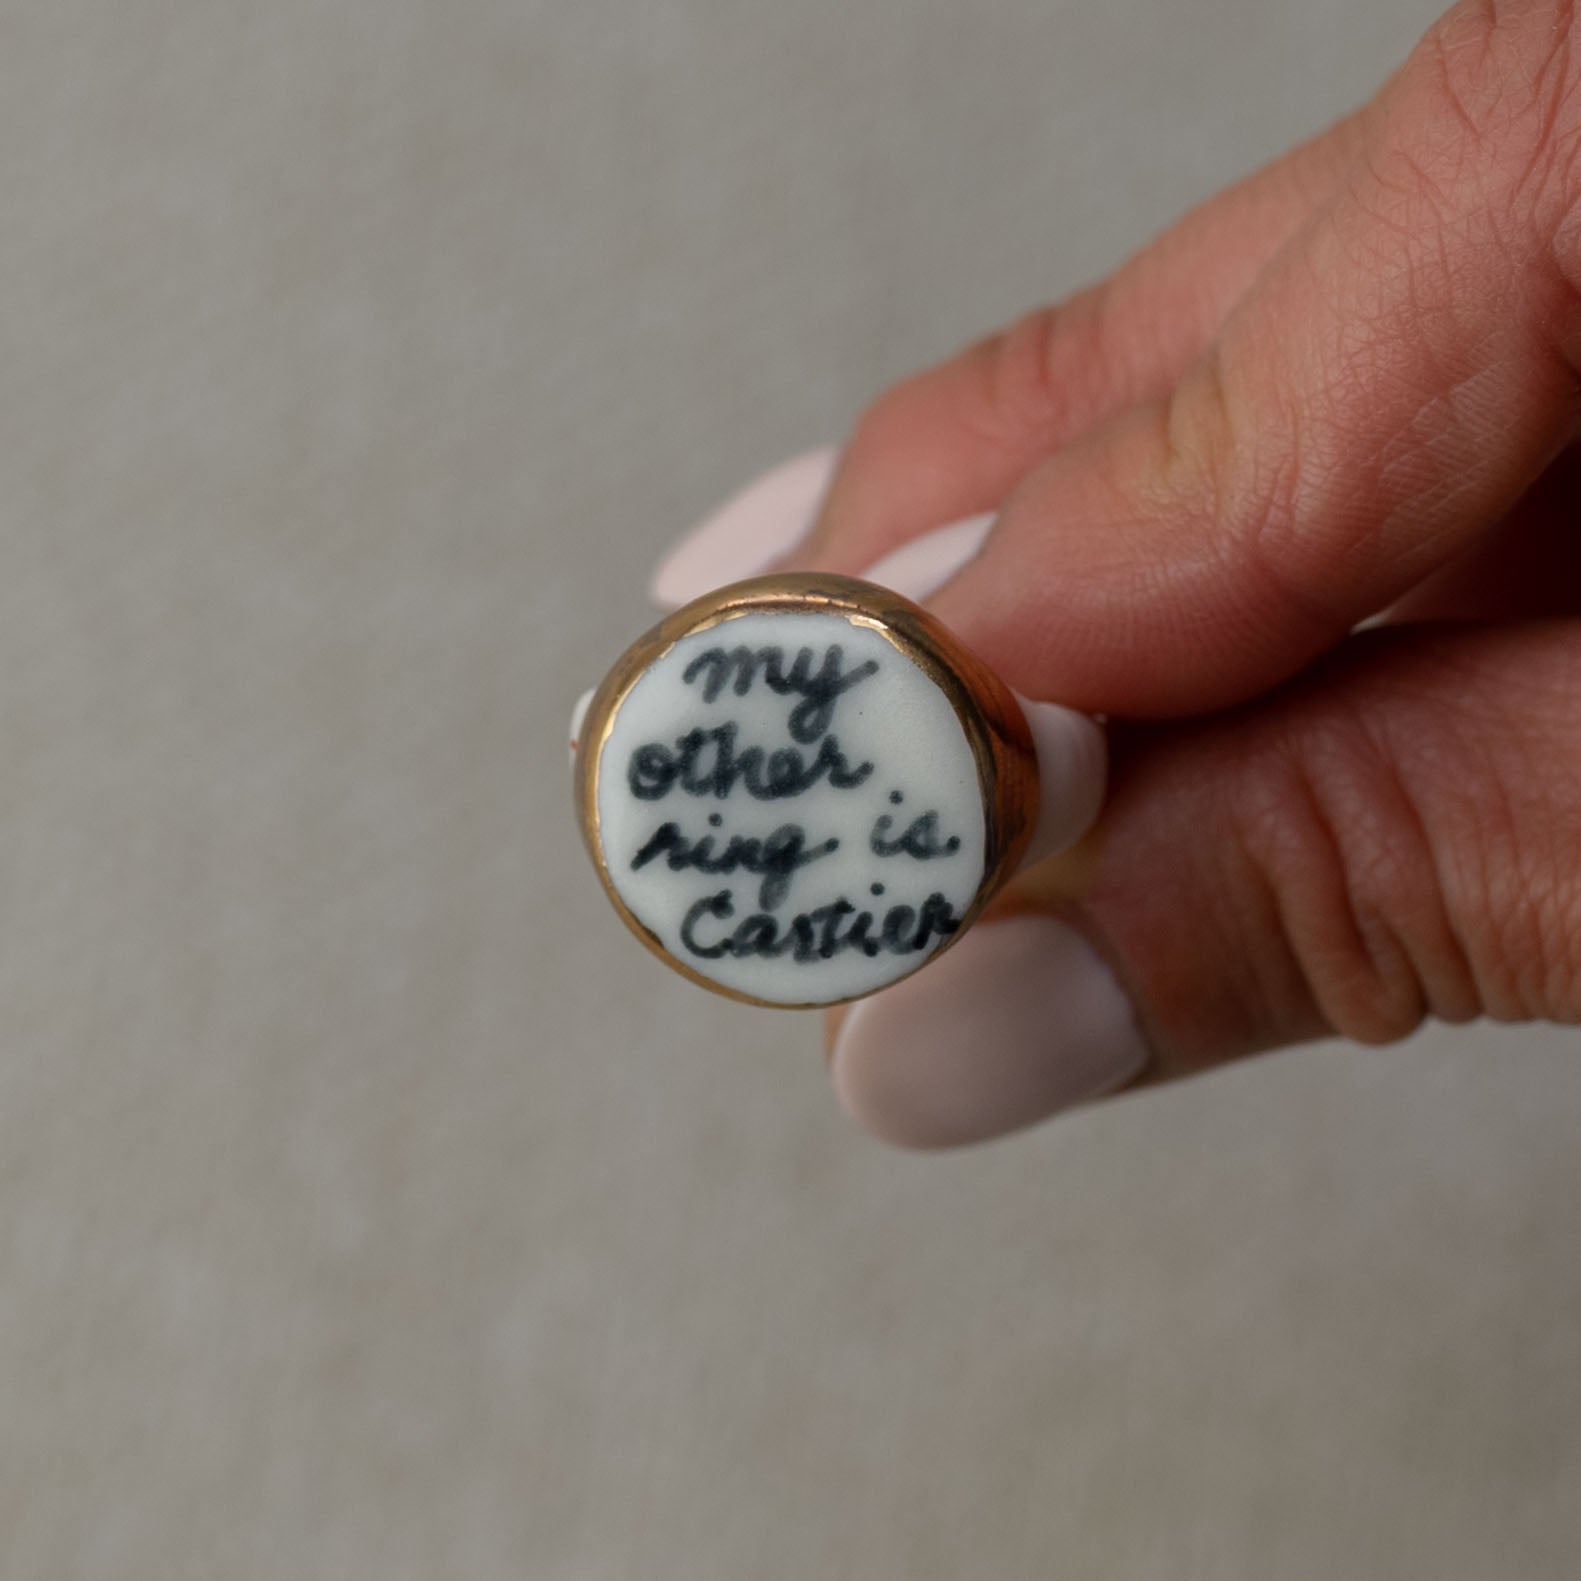 my
other
ring is
Cartier